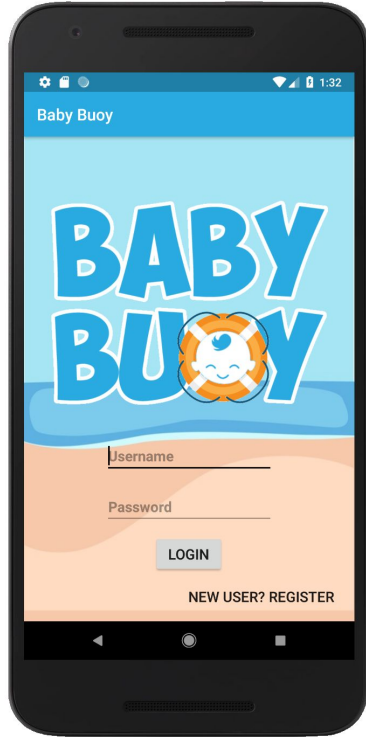 1:32
Baby Buoy
BABY
BUOY
Username
Password
LOGIN
NEW USER? REGISTER